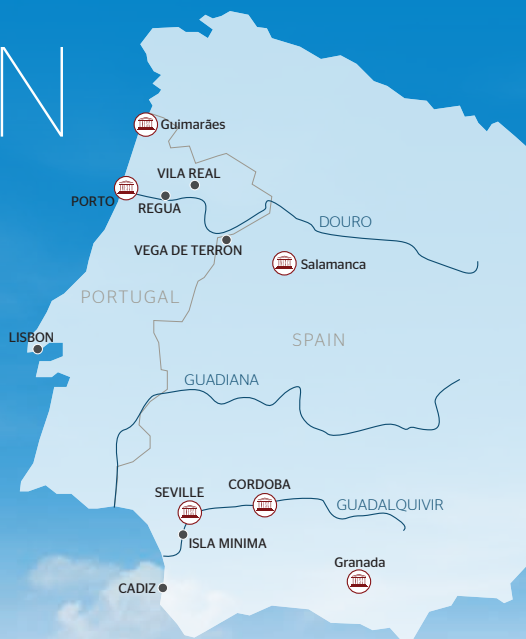 N
Guimarães
VILA REAL
PORTO
REGUA
DOURO
VEGA DE TERRON
Salamanca
PORTUGAL
LISBON
SPAIN
GUADIANA
SEVILLE
CORDOBA
GUADALQUIVIR
ISLA MINIMA
Granada
CADIZ